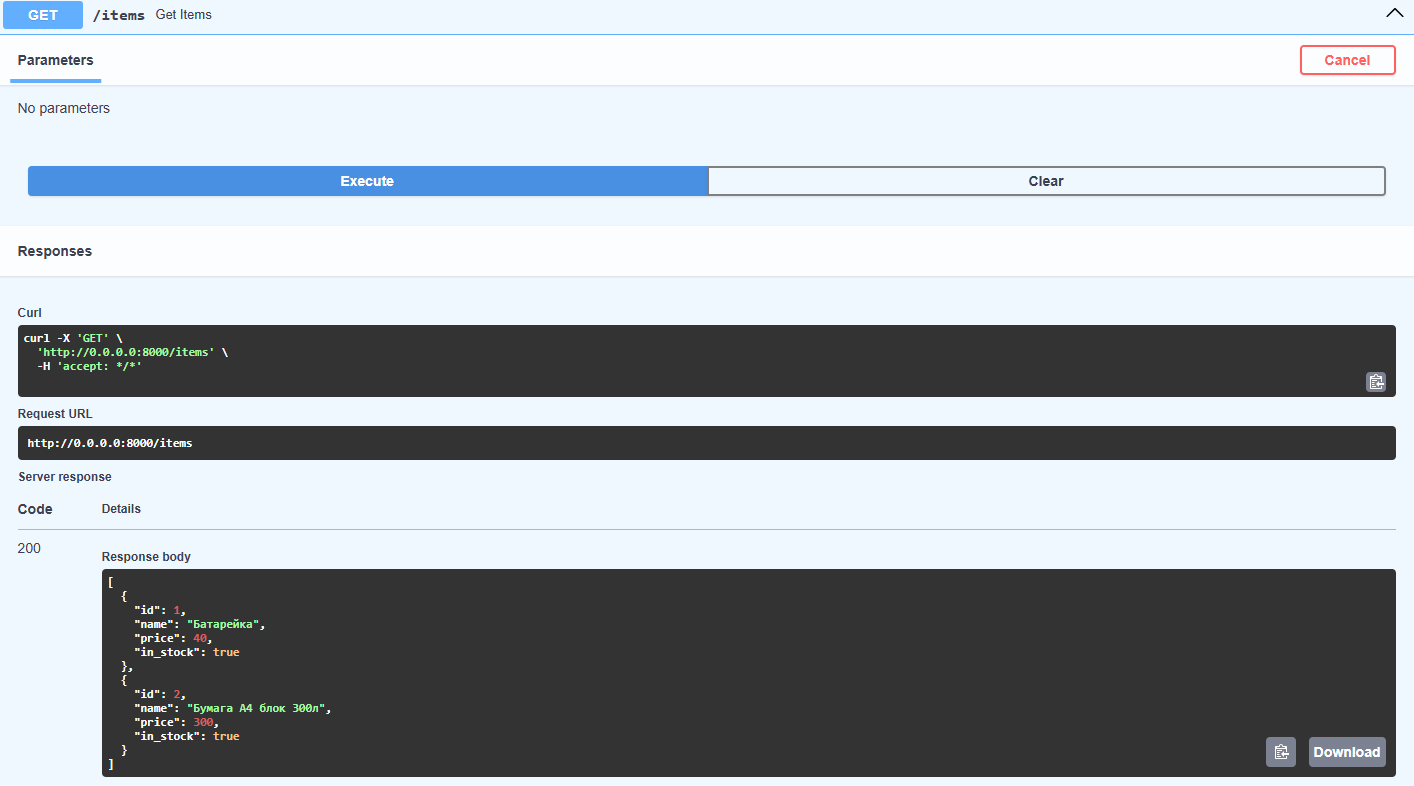 GET /items Get Items
Parameters
Cancel
No parameters
Execute
Clear
Responses
Curl
curl -X 'GET' \
  'http://0.0.0.0:8000/items' \
  -H 'accept: */*'
Request URL
http://0.0.0.0:8000/items
Server response
Code Details
200
Response body
[
  {
    "id": 1,
    "name": "Батарейка",
    "price": 40,
    "in_stock": true
  },
  {
    "id": 2,
    "name": "Бумага А4 блок 300л",
    "price": 300,
    "in_stock": true
  }
]
Download